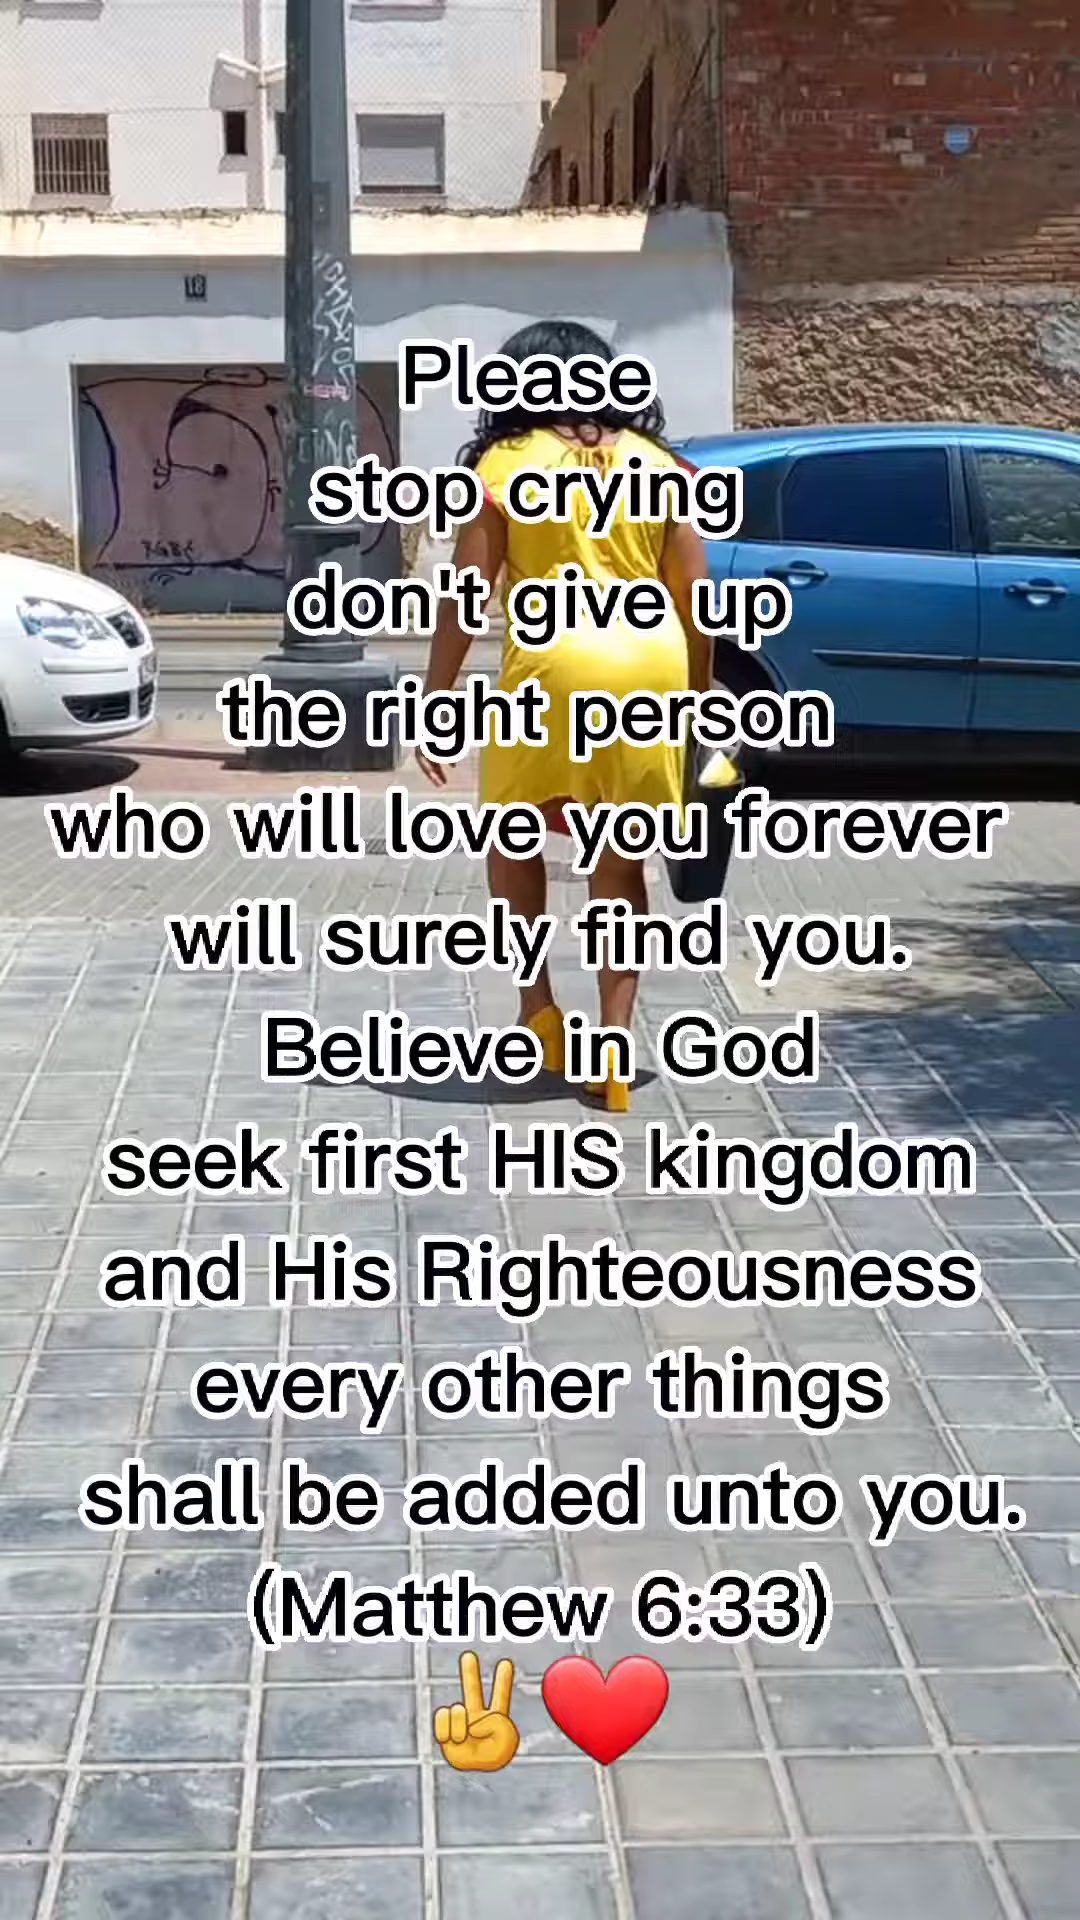 18
Please
stop crying
don't give up
the right person
who will love you forever
will surely find you.
Believe in God
seek first HIS kingdom
and His Righteousness
every other things
shall be added unto you.
(Matthew 6:33)
✌❤